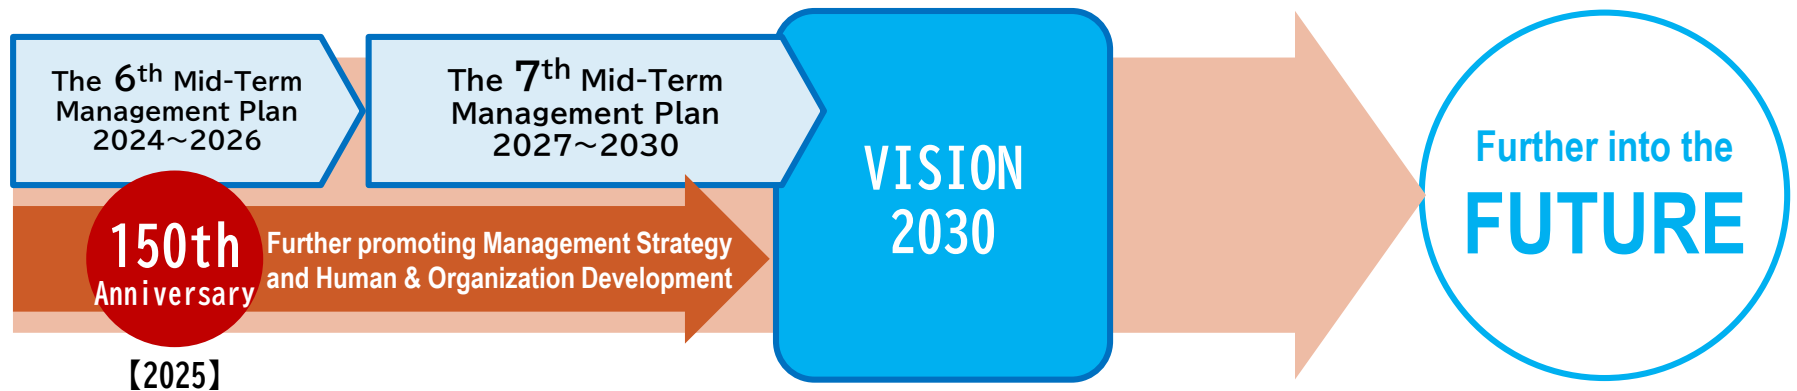 The 6th Mid-Term
Management Plan
2024～2026
The 7th Mid-Term
Management Plan
2027～2030
150th
Anniversary
【2025】
Further promoting Management Strategy
and Human & Organization Development
VISION
2030
Further into the
FUTURE